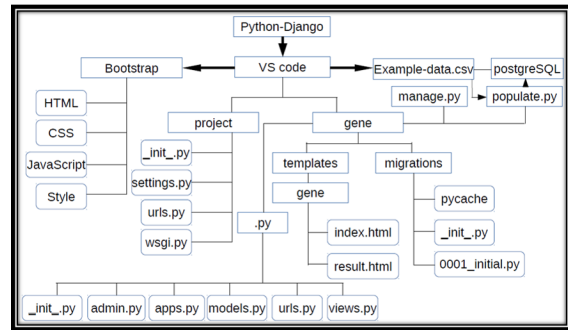 Python-Django
Bootstrap
VS code
Example-data.csv
postgreSQL
manage.py
populate.py
HTML
CSS
JavaScript
Style
project
gene
_init_.py
settings.py
urls.py
wsgi.py
templates
migrations
gene
pycache
.py
index.html
_init_.py
result.html
0001_initial.py
_init_.py
admin.py
apps.py
models.py
urls.py
views.py